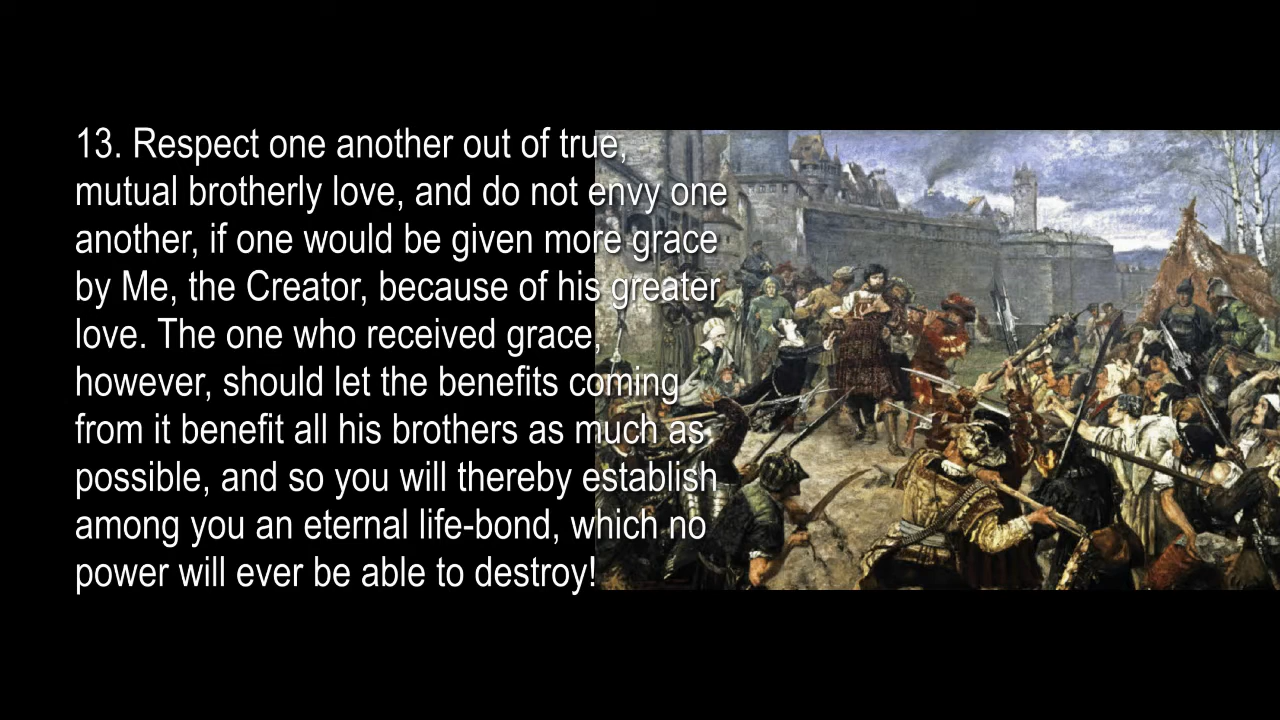 13. Respect one another out of true,
mutual brotherly love, and do not envy one
another, if one would be given more grace
by Me, the Creator, because of his greater
love. The one who received grace,
however, should let the benefits coming
from it benefit all his brothers as much as
possible, and so you will thereby establish
among you an eternal life-bond, which no
power will ever be able to destroy!